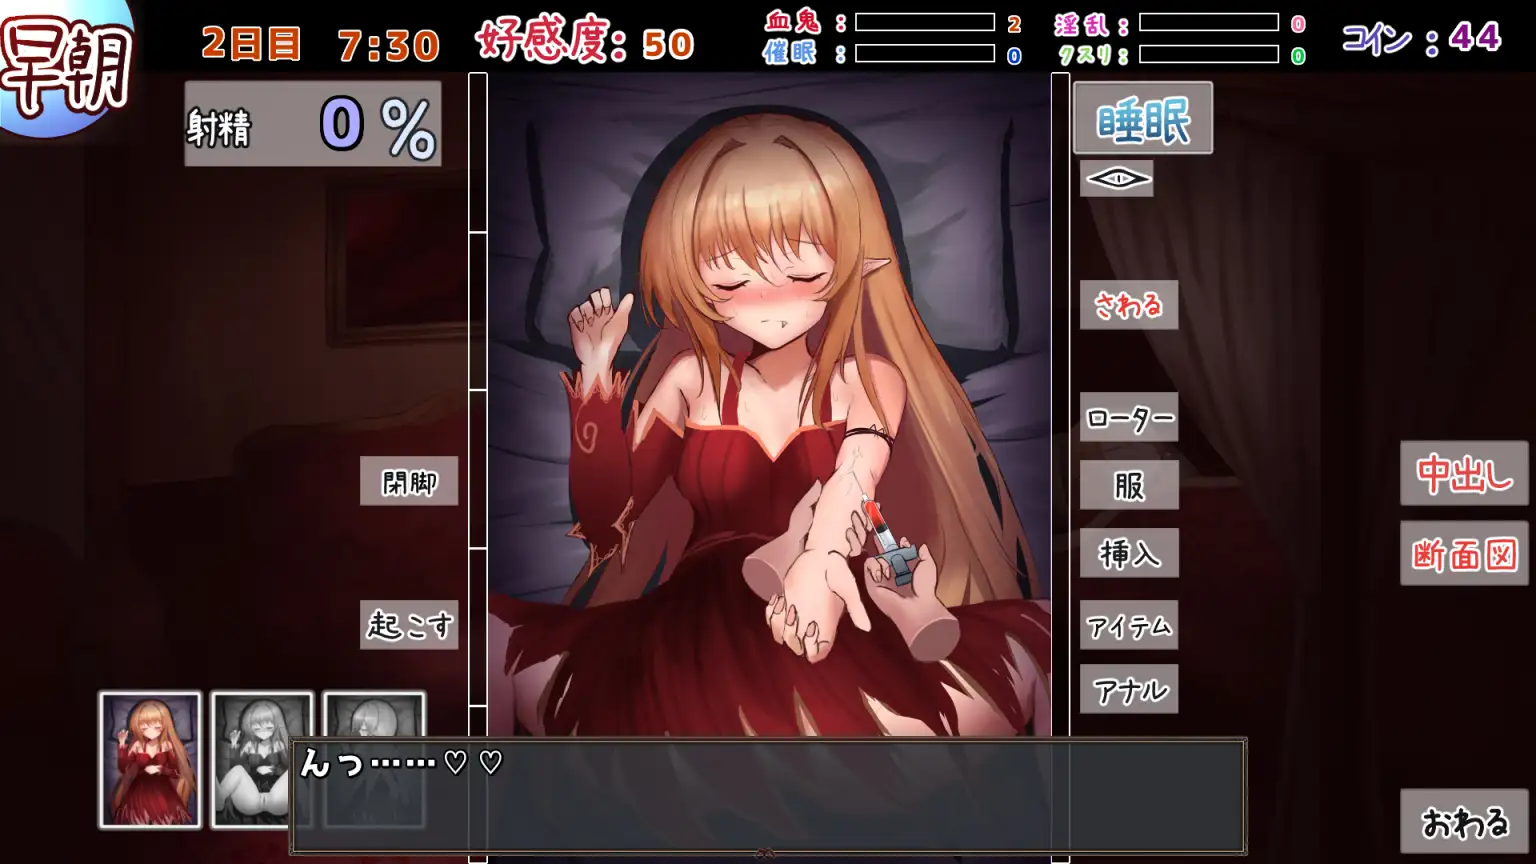 早朝
2日目 7:30
好感度: 50
血鬼 : 2
催眠 : 0
淫乱 : 0
クスリ : 0
コイン : 44
射精 0 %
睡眠
さわる
ローター
服
挿入
アイテム
アナル
中出し
断面図
閉脚
起こす
んっ……♡ ♡
おわる